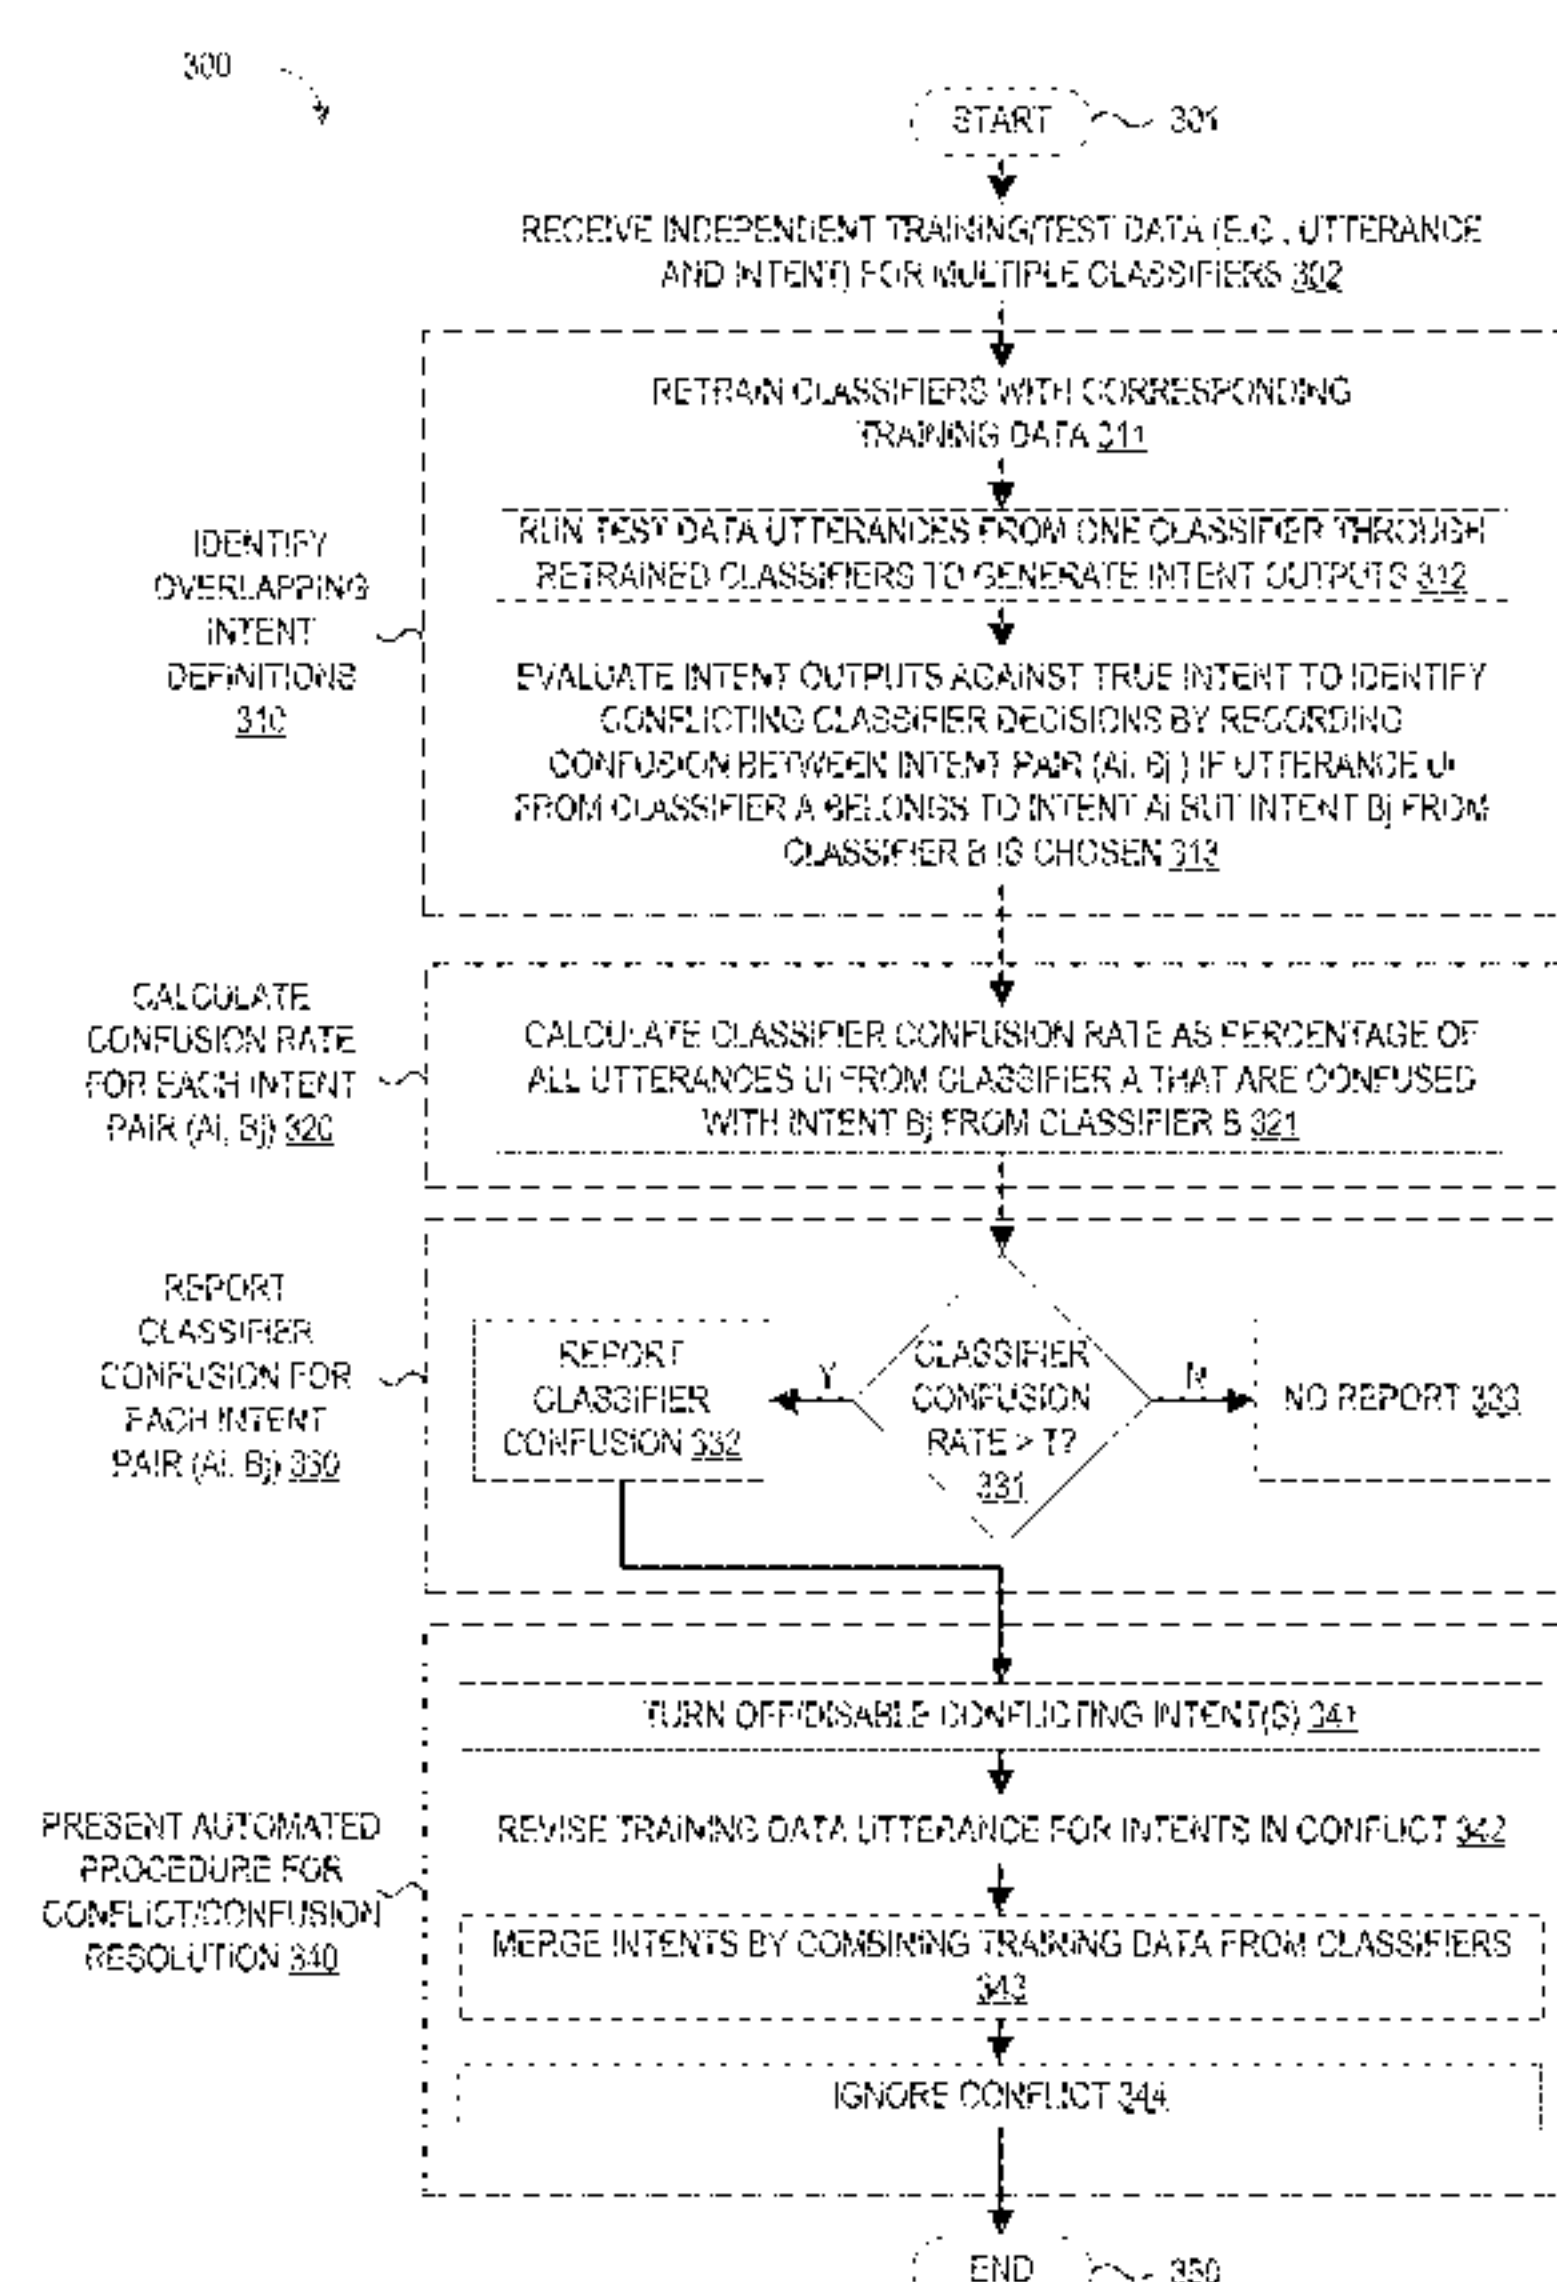 300
START 301
RECEIVE INDEPENDENT TRAINING/TEST DATA (E.G., UTTERANCE
AND INTENT) FOR MULTIPLE CLASSIFIERS 302
RETRAIN CLASSIFIERS WITH CORRESPONDING
TRAINING DATA 311
RUN TEST DATA UTTERANCES FROM ONE CLASSIFIER THROUGH
RETRAINED CLASSIFIERS TO GENERATE INTENT OUTPUTS 312
IDENTIFY
OVERLAPPING
INTENT
DEFINITIONS
310
EVALUATE INTENT OUTPUTS AGAINST TRUE INTENT TO IDENTIFY
CONFLICTING CLASSIFIER DECISIONS BY RECORDING
CONFUSION BETWEEN INTENT PAIR (Ai, Bj ) IF UTTERANCE Ui
FROM CLASSIFIER A BELONGS TO INTENT Ai BUT INTENT Bj FROM
CLASSIFIER B IS CHOSEN 313
CALCULATE
CONFUSION RATE
FOR EACH INTENT
PAIR (Ai, Bj) 320
CALCULATE CLASSIFIER CONFUSION RATE AS PERCENTAGE OF
ALL UTTERANCES Ui FROM CLASSIFIER A THAT ARE CONFUSED
WITH INTENT Bj FROM CLASSIFIER B 321
REPORT
CLASSIFIER
CONFUSION FOR
EACH INTENT
PAIR (Ai, Bj) 330
REPORT
CLASSIFIER
CONFUSION 332
Y
CLASSIFIER
CONFUSION
RATE > T?
331
N
NO REPORT 333
TURN OFF/DISABLE CONFLICTING INTENT(S) 341
REVISE TRAINING DATA UTTERANCE FOR INTENTS IN CONFLICT 342
PRESENT AUTOMATED
PROCEDURE FOR
CONFLICT/CONFUSION
RESOLUTION 340
MERGE INTENTS BY COMBINING TRAINING DATA FROM CLASSIFIERS
343
IGNORE CONFLICT 344
END 350